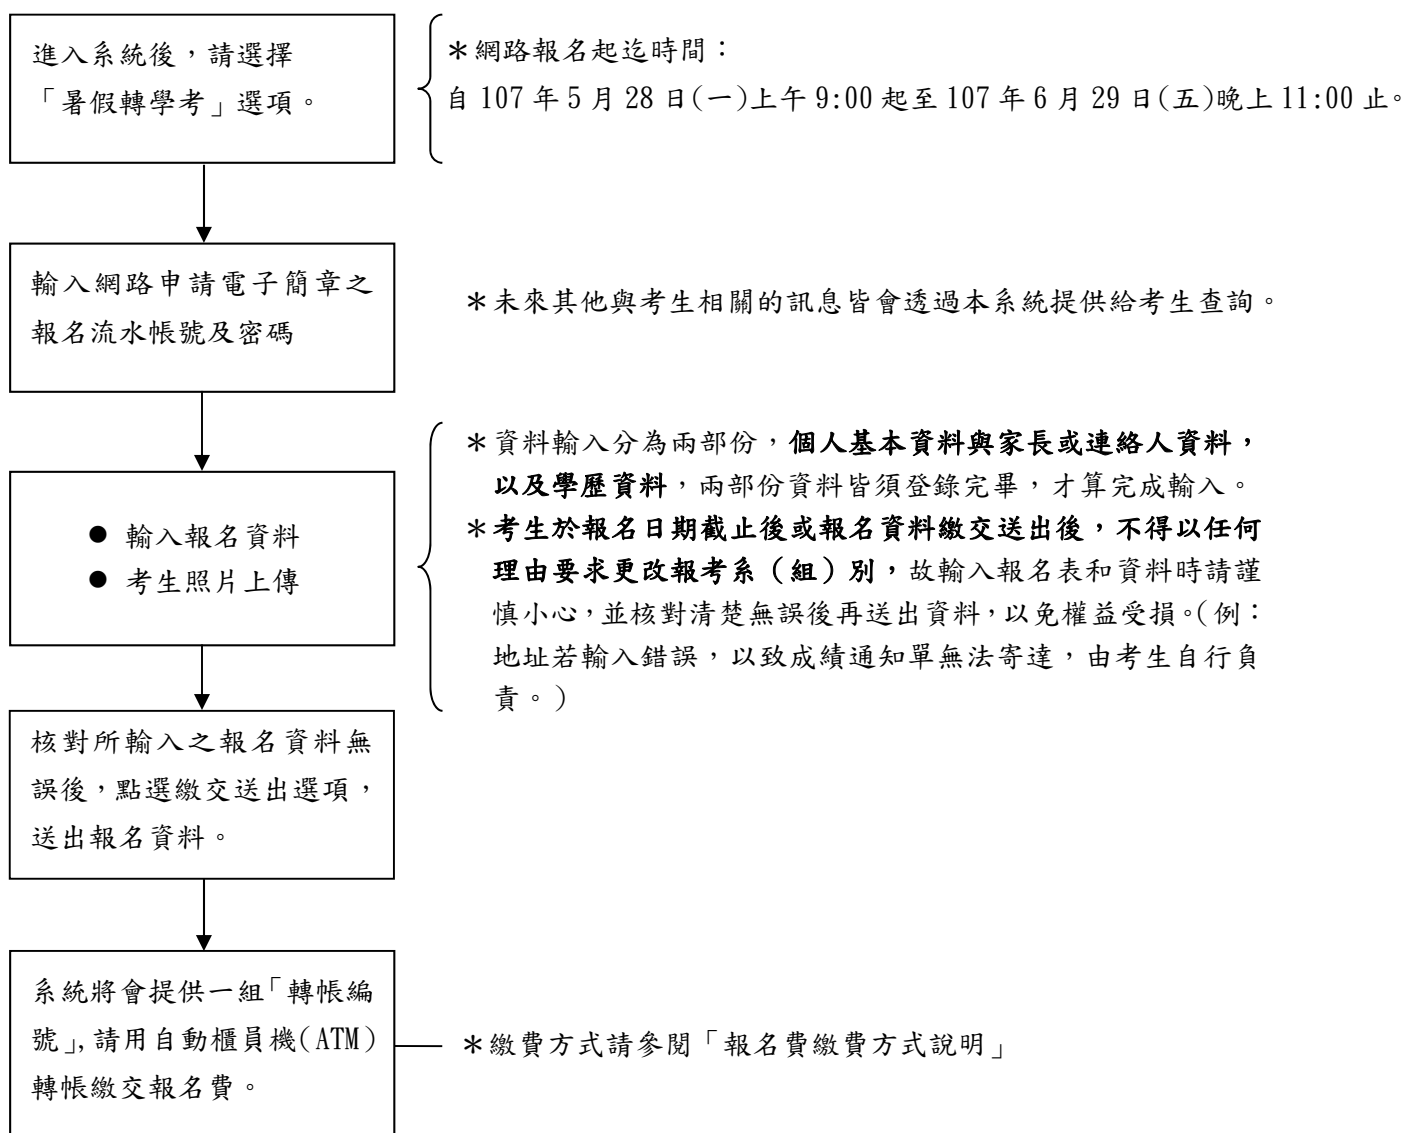 進入系統後，請選擇
「暑假轉學考」選項。
＊網路報名起迄時間：
自 107 年 5 月 28 日(一)上午 9:00 起至 107 年 6 月 29 日(五)晚上 11:00 止。
輸入網路申請電子簡章之
報名流水帳號及密碼
＊未來其他與考生相關的訊息皆會透過本系統提供給考生查詢。
● 輸入報名資料
● 考生照片上傳
＊資料輸入分為兩部份，個人基本資料與家長或連絡人資料，
以及學歷資料，兩部份資料皆須登錄完畢，才算完成輸入。
＊考生於報名日期截止後或報名資料繳交送出後，不得以任何
理由要求更改報考系（組）別，故輸入報名表和資料時請謹
慎小心，並核對清楚無誤後再送出資料，以免權益受損。(例：
地址若輸入錯誤，以致成績通知單無法寄達，由考生自行負
責。)
核對所輸入之報名資料無
誤後，點選繳交送出選項，
送出報名資料。
系統將會提供一組「轉帳編
號」,請用自動櫃員機(ATM)
轉帳繳交報名費。
＊繳費方式請參閱「報名費繳費方式說明」